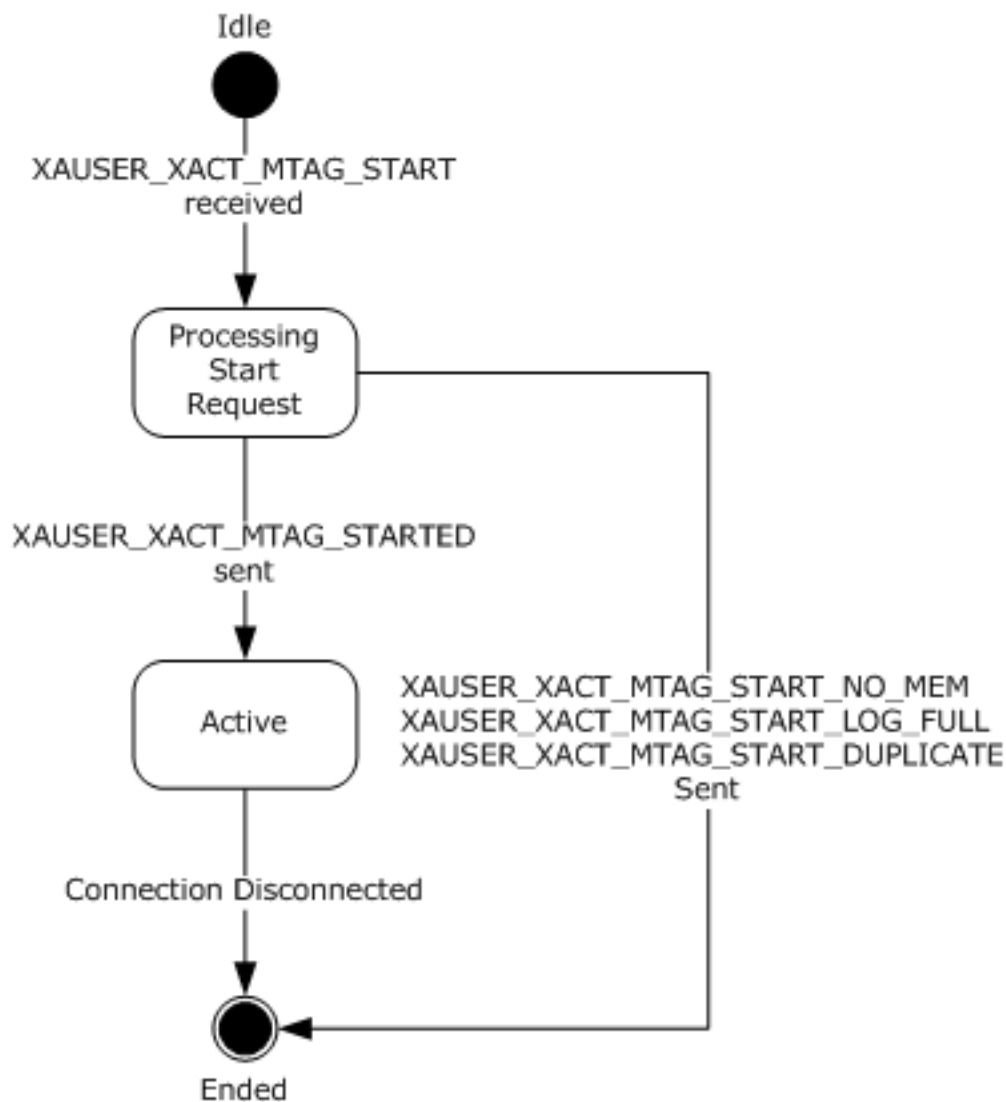 Idle
XAUSER_XACT_MTAG_START
received
Processing
Start
Request
XAUSER_XACT_MTAG_STARTED
sent
Active
XAUSER_XACT_MTAG_START_NO_MEM
XAUSER_XACT_MTAG_START_LOG_FULL
XAUSER_XACT_MTAG_START_DUPLICATE
Sent
Connection Disconnected
Ended